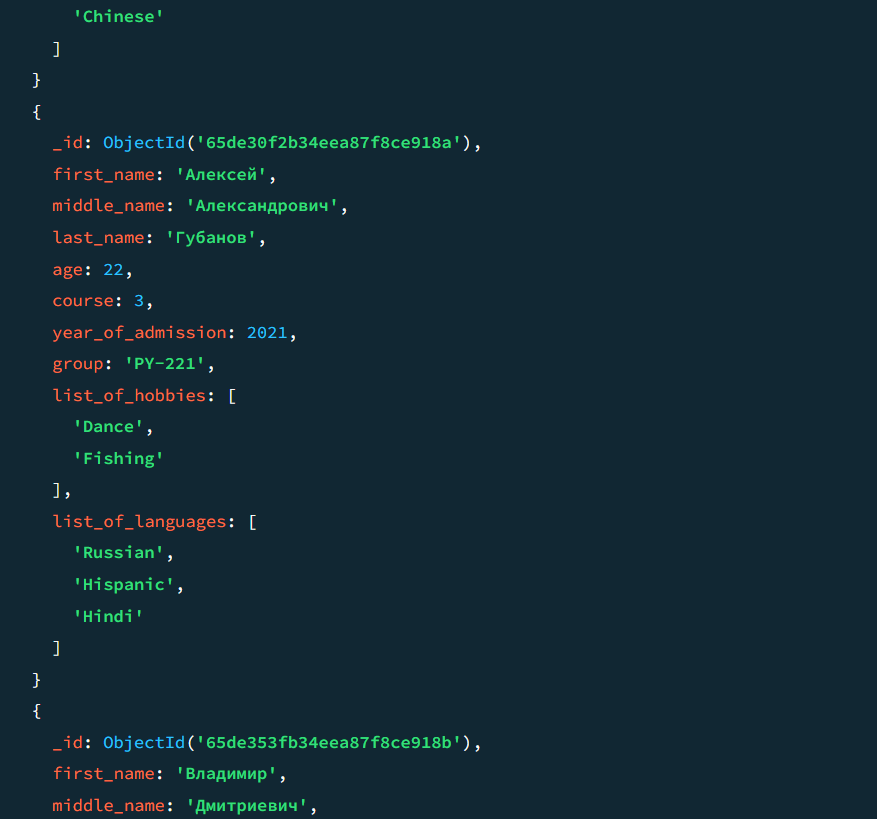 'Chinese'
]
}
{
_id: ObjectId('65de30f2b34eea87f8ce918a'),
first_name: 'Алексей',
middle_name: 'Александрович',
last_name: 'Губанов',
age: 22,
course: 3,
year_of_admission: 2021,
group: 'PY-221',
list_of_hobbies: [
'Dance',
'Fishing'
],
list_of_languages: [
'Russian',
'Hispanic',
'Hindi'
]
}
{
_id: ObjectId('65de353fb34eea87f8ce918b'),
first_name: 'Владимир',
middle_name: 'Дмитриевич',